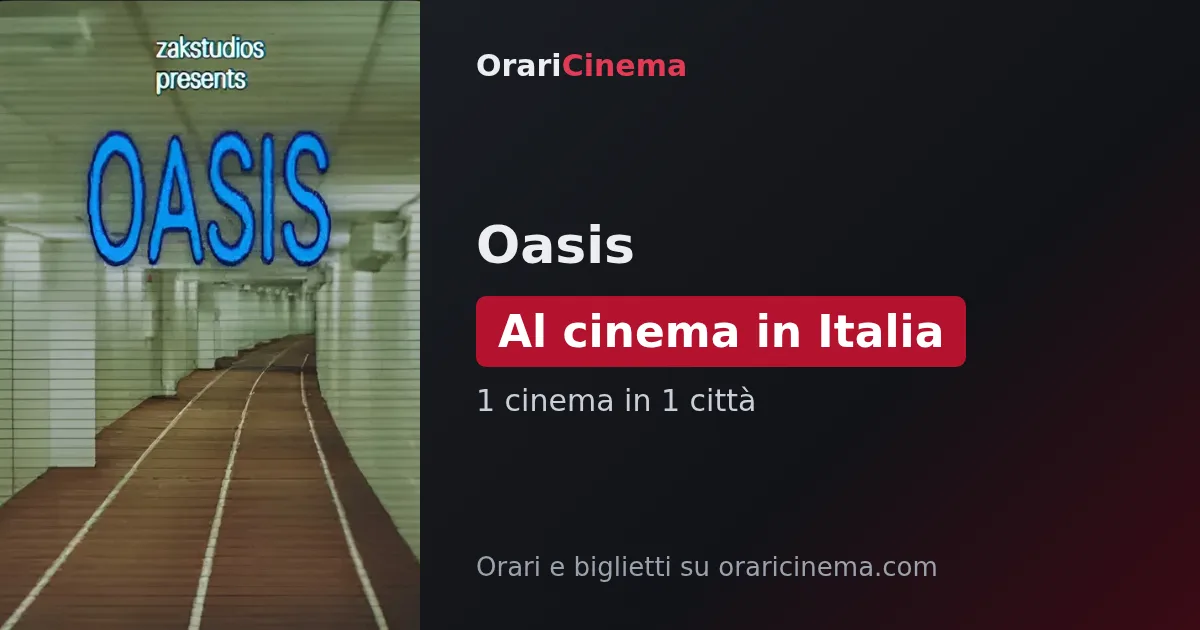 zakstudios
presents
OASIS
OrariCinema
Oasis
Al cinema in Italia
1 cinema in 1 città
Orari e biglietti su oraricinema.com